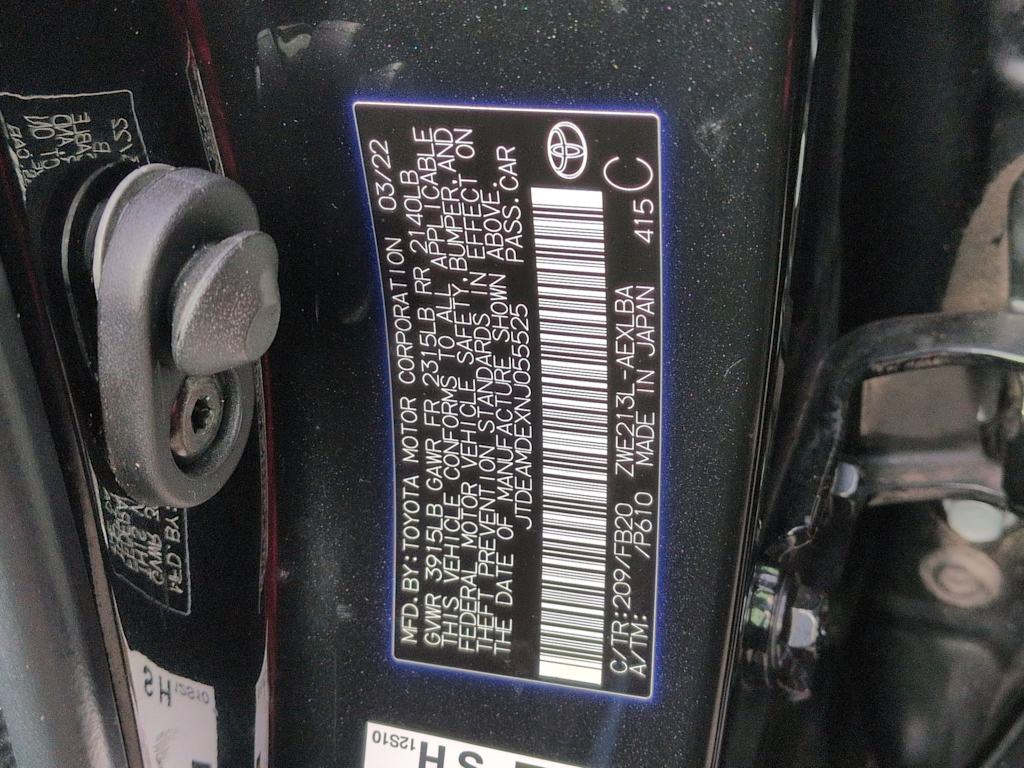 MFD. BY: TOYOTA MOTOR CORPORATION 03/22
GVWR 3915LB GAWR FR 2315LB RR 2140LB
THIS VEHICLE CONFORMS TO ALL APPLICABLE
FEDERAL MOTOR VEHICLE SAFETY, BUMPER, AND
THEFT PREVENTION STANDARDS IN EFFECT ON
THE DATE OF MANUFACTURE SHOWN ABOVE.
JTDEAMDEXNJ055525 PASS. CAR
C/TR: 209/FB20 ZWE213L-AEXLBA 415 C
A/TM: /P610 MADE IN JAPAN
12S10
SH